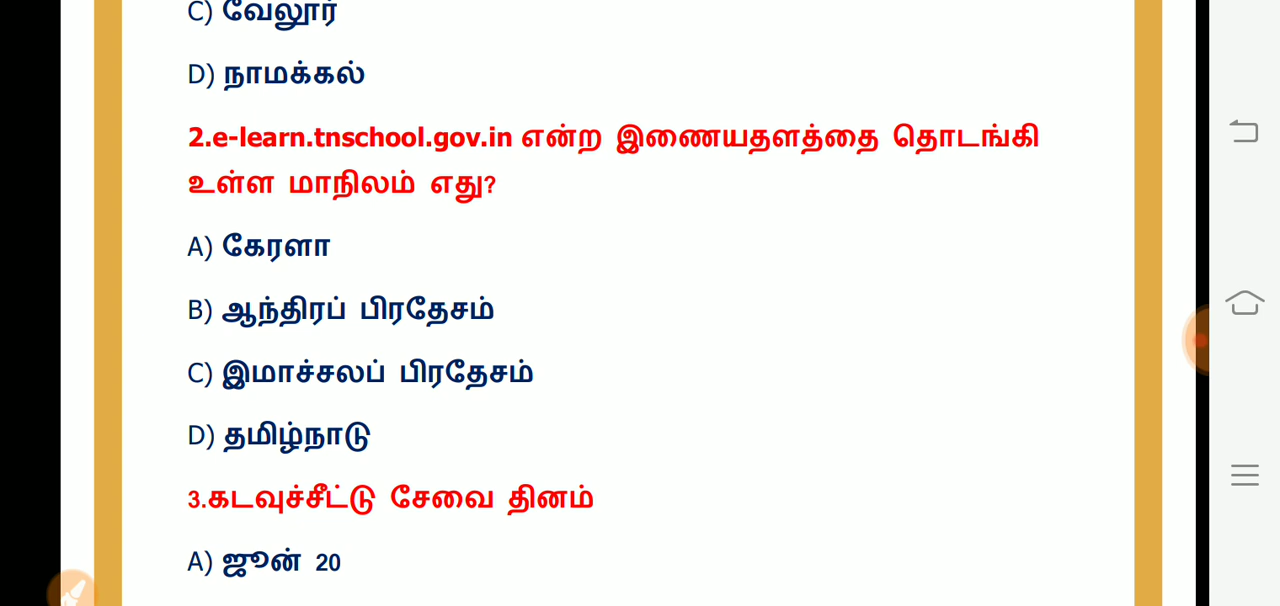 C) வேலூர்
D) நாமக்கல்
2.e-learn.tnschool.gov.in என்ற இணையதளத்தை தொடங்கி
உள்ள மாநிலம் எது?
A) கேரளா
B) ஆந்திரப் பிரதேசம்
C) இமாச்சலப் பிரதேசம்
D) தமிழ்நாடு
3.கடவுச்சீட்டு சேவை தினம்
A) ஜூன் 20